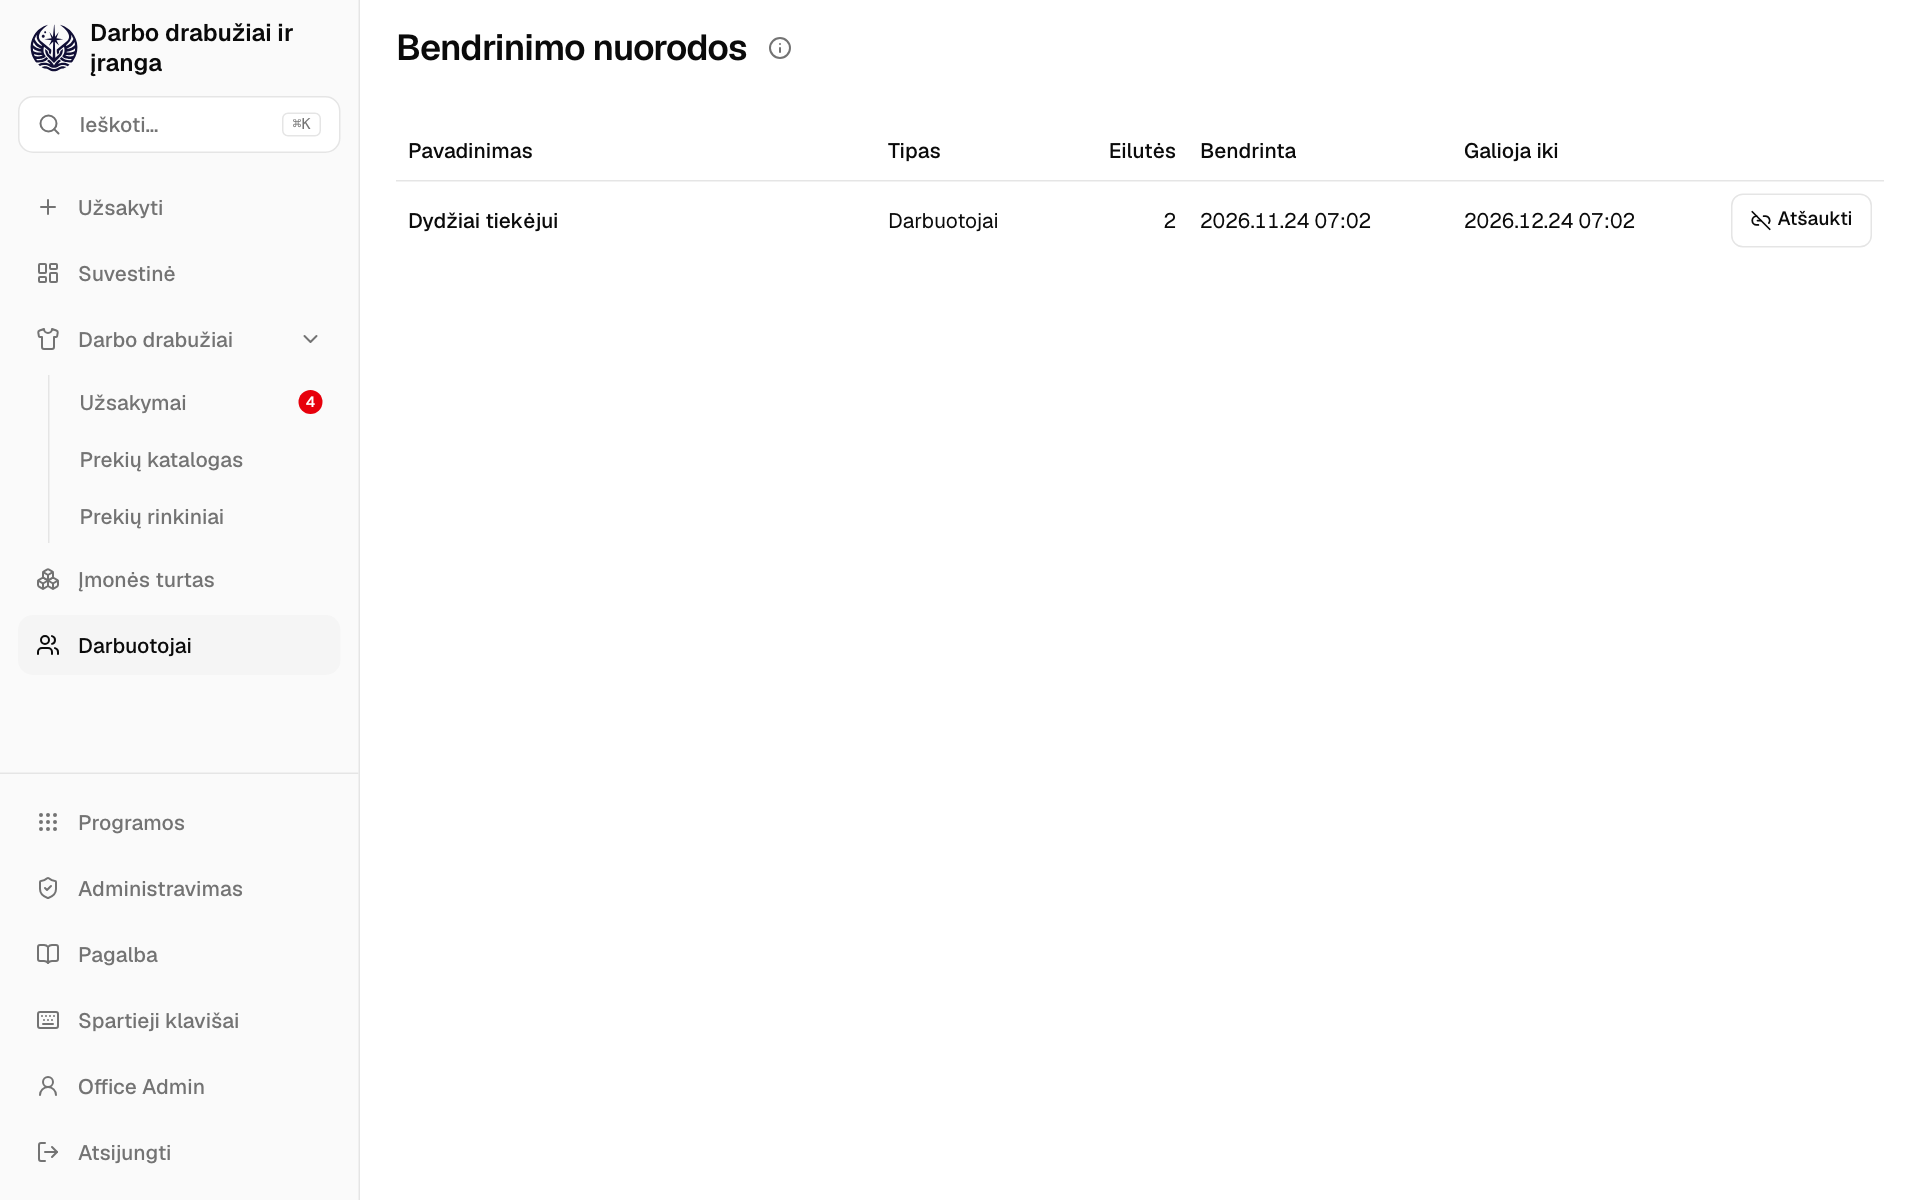 Darbo drabužiai ir
įranga
Ieškoti...
⌘K
Užsakyti
Suvestinė
Darbo drabužiai
Užsakymai
4
Prekių katalogas
Prekių rinkiniai
Įmonės turtas
Darbuotojai
Programos
Administravimas
Pagalba
Spartieji klavišai
Office Admin
Atsijungti
Bendrinimo nuorodos
Pavadinimas Tipas Eilutės Bendrinta Galioja iki
Dydžiai tiekėjui Darbuotojai 2 2026.11.24 07:02 2026.12.24 07:02 Atšaukti